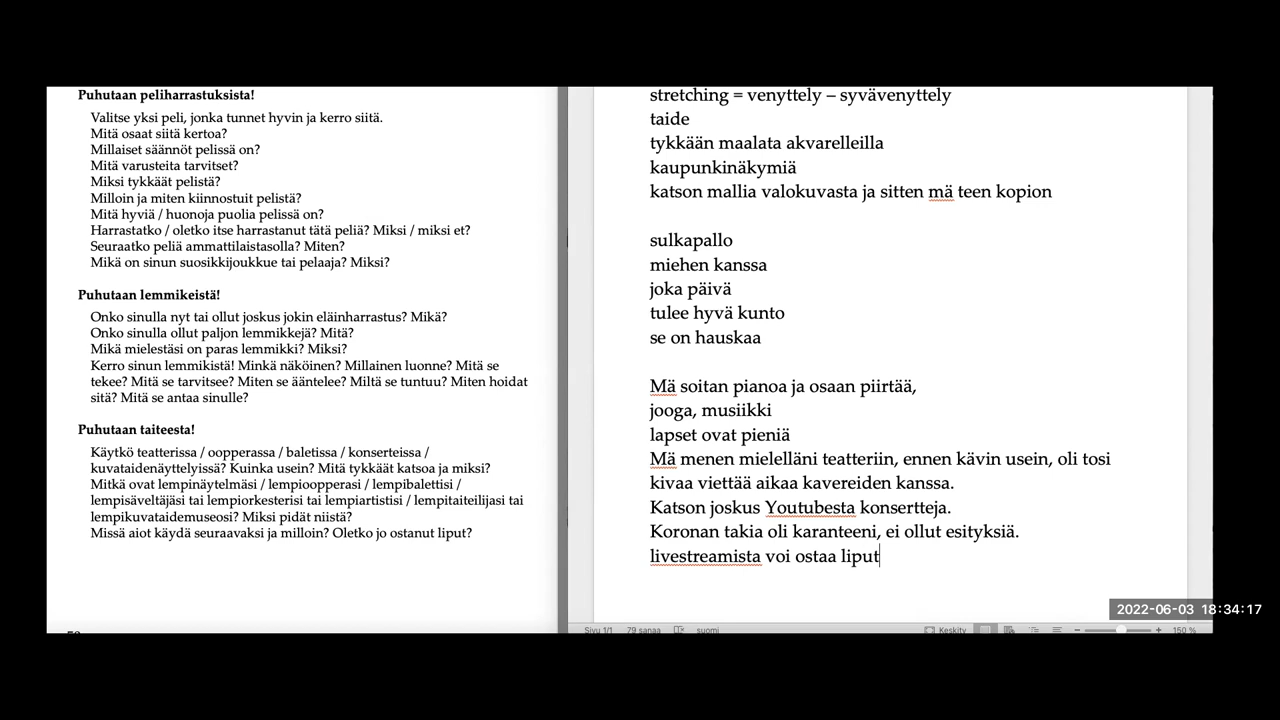 Puhutaan peliharrastuksista!
Valitse yksi peli, jonka tunnet hyvin ja kerro siitä.
Mitä osaat siitä kertoa?
Millaiset säännöt pelissä on?
Mitä varusteita tarvitset?
Miksi tykkäät pelistä?
Milloin ja miten kiinnostuit pelistä?
Mitä hyviä / huonoja puolia pelissä on?
Harrastatko / oletko itse harrastanut tätä peliä? Miksi / miksi et?
Seuraatko peliä ammattilaistasolla? Miten?
Mikä on sinun suosikkijoukkue tai pelaaja? Miksi?
Puhutaan lemmikeistä!
Onko sinulla nyt tai ollut joskus jokin eläinharrastus? Mikä?
Onko sinulla ollut paljon lemmikkejä? Mitä?
Mikä mielestäsi on paras lemmikki? Miksi?
Kerro sinun lemmikistä! Minkä näköinen? Millainen luonne? Mitä se
tekee? Mitä se tarvitsee? Miten se ääntelee? Miltä se tuntuu? Miten hoidat
sitä? Mitä se antaa sinulle?
Puhutaan taiteesta!
Käytkö teatterissa / oopperassa / baletissa / konserteissa /
kuvataidenäyttelyissä? Kuinka usein? Mitä tykkäät katsoa ja miksi?
Mitkä ovat lempinäytelmäsi / lempioopperasi / lempibalettisi /
lempisäveltäjäsi tai lempiorkesterisi tai lempiartistisi / lempitaiteilijasi tai
lempikuvataidemuseosi? Miksi pidät niistä?
Missä aiot käydä seuraavaksi ja milloin? Oletko jo ostanut liput?
stretching = venyttely – syvävenyttely
taide
tykkään maalata akvarelleilla
kaupunkinäkymiä
katson mallia valokuvasta ja sitten mä teen kopion
sulkapallo
miehen kanssa
joka päivä
tulee hyvä kunto
se on hauskaa
Mä soitan pianoa ja osaan piirtää,
jooga, musiikki
lapset ovat pieniä
Mä menen mielelläni teatteriin, ennen kävin usein, oli tosi
kivaa viettää aikaa kavereiden kanssa.
Katson joskus Youtubesta konsertteja.
Koronan takia oli karanteeni, ei ollut esityksiä.
livestreamista voi ostaa liput
2022-06-03 18:34:17
Sivu 1/1 79 sanaa suomi Keskity 150 %